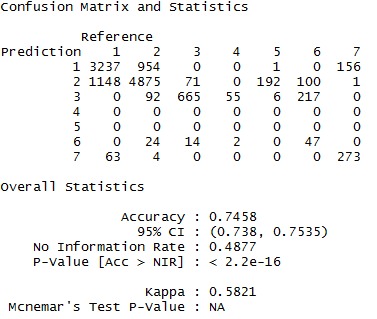 Confusion Matrix and Statistics
Reference
Prediction 1 2 3 4 5 6 7
1 3237 954 0 0 1 0 156
2 1148 4875 71 0 192 100 1
3 0 92 665 55 6 217 0
4 0 0 0 0 0 0 0
5 0 0 0 0 0 0 0
6 0 24 14 2 0 47 0
7 63 4 0 0 0 0 273
Overall Statistics
Accuracy : 0.7458
95% CI : (0.738, 0.7535)
No Information Rate : 0.4877
P-Value [Acc > NIR] : < 2.2e-16
Kappa : 0.5821
Mcnemar's Test P-Value : NA